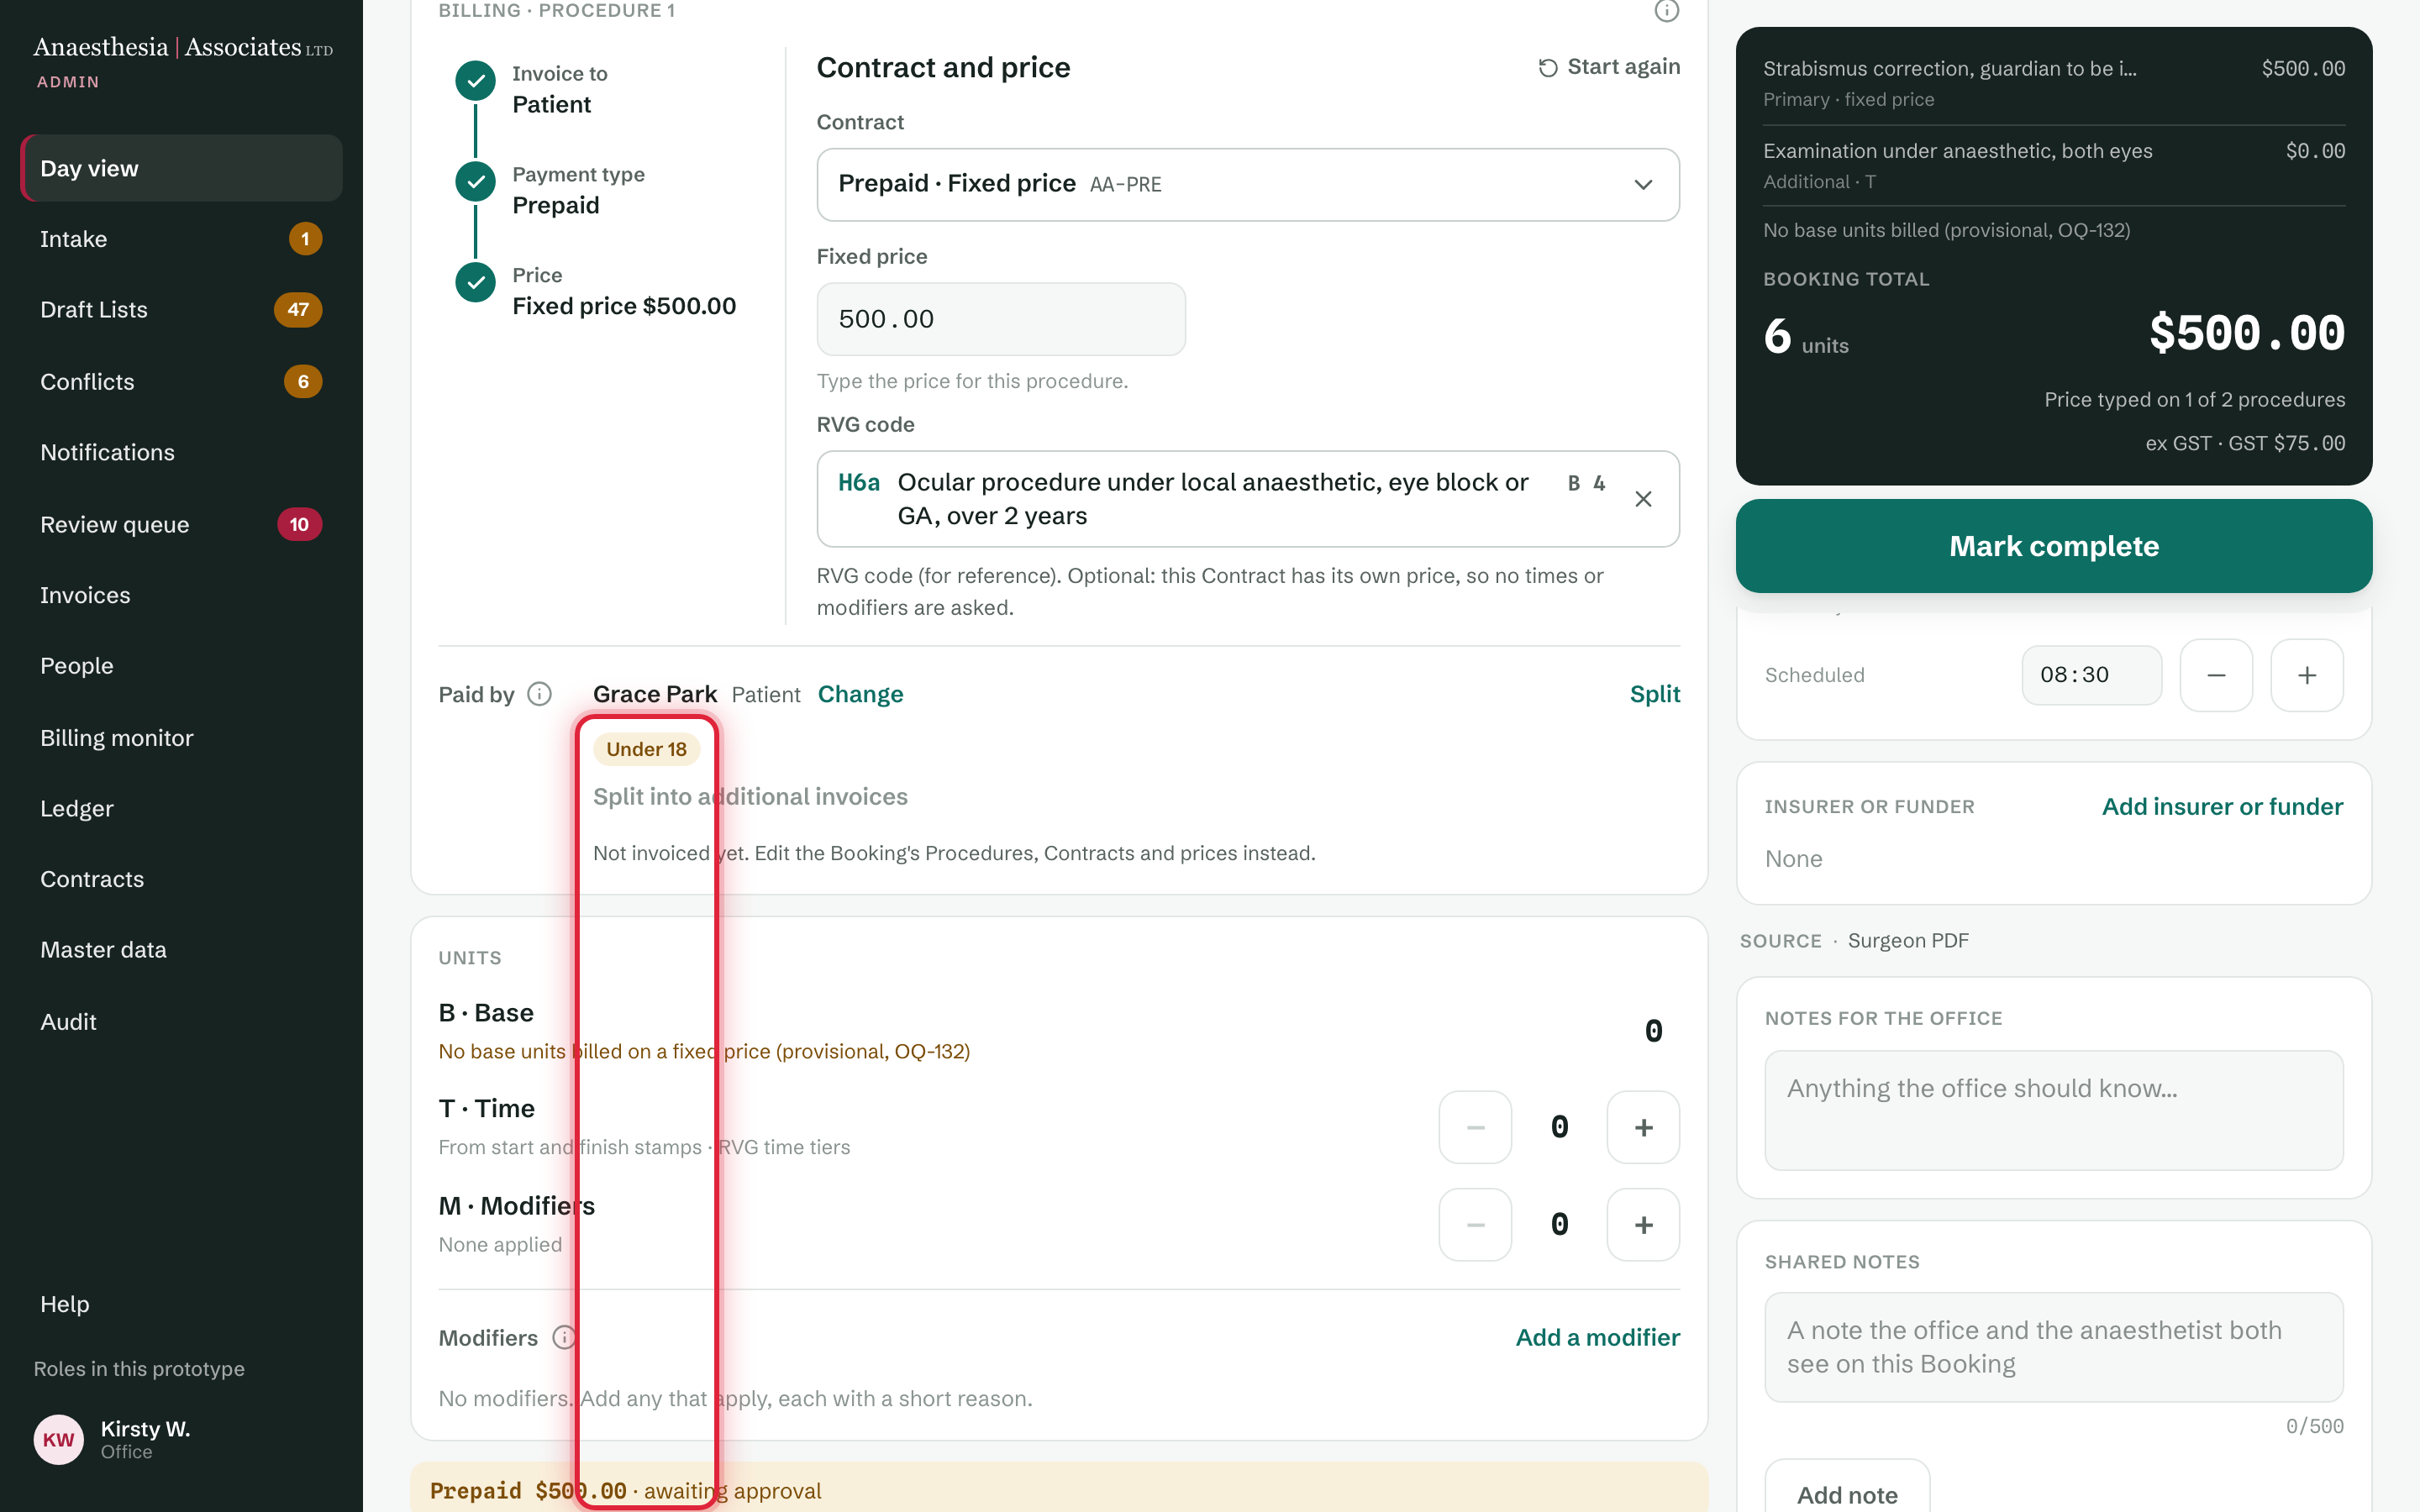 Anaesthesia | Associates LTD
ADMIN
Day view
Intake 1
Draft Lists 47
Conflicts 6
Notifications
Review queue 10
Invoices
People
Billing monitor
Ledger
Contracts
Master data
Audit
Help
Roles in this prototype
KW
Kirsty W.
Office
BILLING · PROCEDURE 1
Invoice to
Patient
Payment type
Prepaid
Price
Fixed price $500.00
Contract and price
Start again
Contract
Prepaid · Fixed price AA-PRE
Fixed price
500.00
Type the price for this procedure.
RVG code
H6a Ocular procedure under local anaesthetic, eye block or B 4
GA, over 2 years
RVG code (for reference). Optional: this Contract has its own price, so no times or
modifiers are asked.
Paid by Grace Park Patient Change Split
Under 18
Split into additional invoices
Not invoiced yet. Edit the Booking's Procedures, Contracts and prices instead.
UNITS
B · Base 0
No base units billed on a fixed price (provisional, OQ-132)
T · Time
From start and finish stamps · RVG time tiers
− 0 +
M · Modifiers
None applied
− 0 +
Modifiers Add a modifier
No modifiers. Add any that apply, each with a short reason.
Prepaid $500.00 · awaiting approval
Strabismus correction, guardian to be i... $500.00
Primary · fixed price
Examination under anaesthetic, both eyes $0.00
Additional · T
No base units billed (provisional, OQ-132)
BOOKING TOTAL
6 units $500.00
Price typed on 1 of 2 procedures
ex GST · GST $75.00
Mark complete
Scheduled 08:30 − +
INSURER OR FUNDER Add insurer or funder
None
SOURCE · Surgeon PDF
NOTES FOR THE OFFICE
Anything the office should know...
SHARED NOTES
A note the office and the anaesthetist both
see on this Booking
0/500
Add note